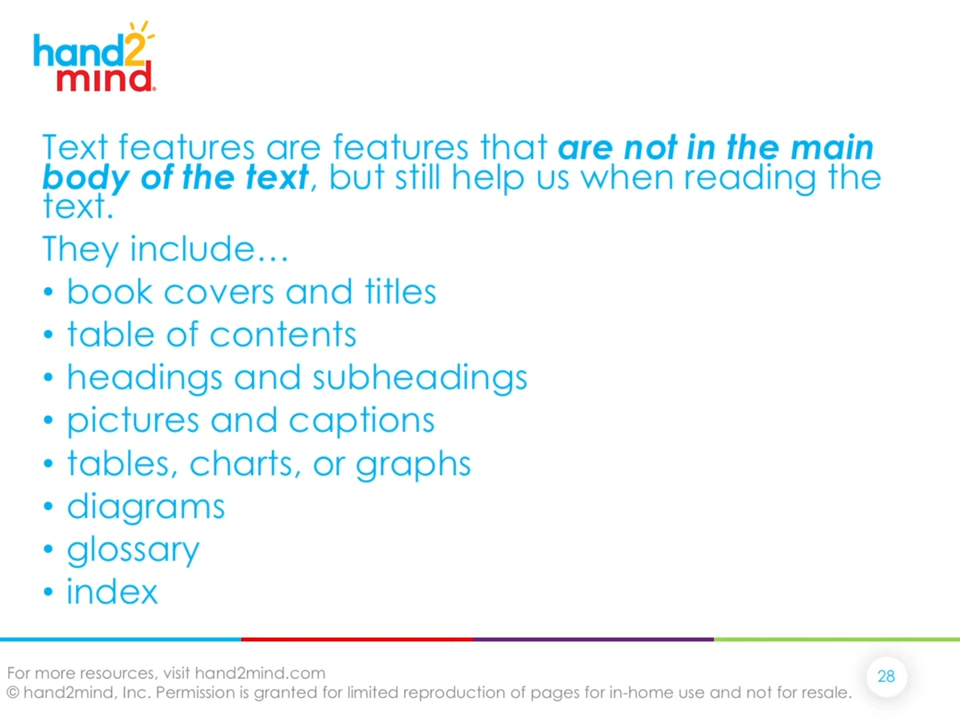 hand2
mind®
Text features are features that are not in the main
body of the text, but still help us when reading the
text.
They include…
• book covers and titles
• table of contents
• headings and subheadings
• pictures and captions
• tables, charts, or graphs
• diagrams
• glossary
• index
For more resources, visit hand2mind.com
© hand2mind, Inc. Permission is granted for limited reproduction of pages for in-home use and not for resale.
28